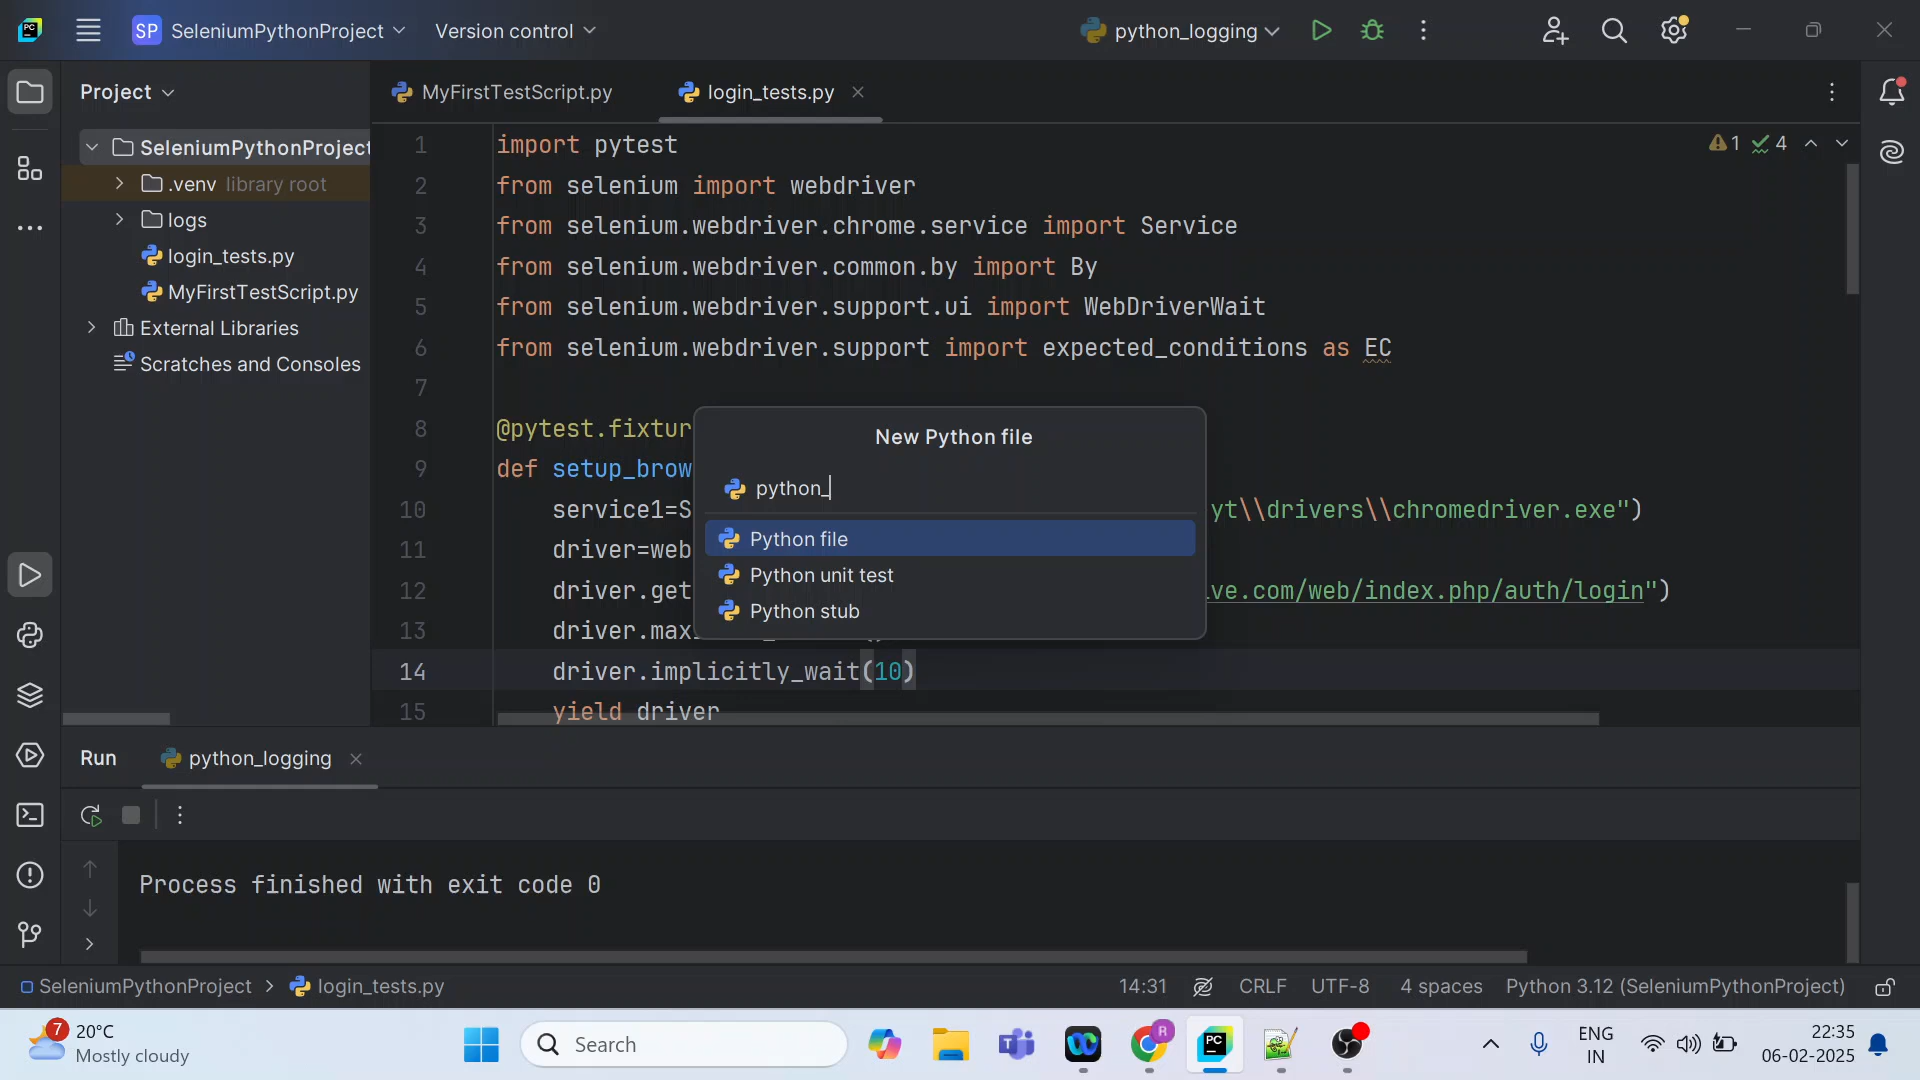 SP SeleniumPythonProject Version control python_logging
Project
MyFirstTestScript.py login_tests.py
SeleniumPythonProject
.venv library root
logs
login_tests.py
MyFirstTestScript.py
External Libraries
Scratches and Consoles
1 import pytest
2 from selenium import webdriver
3 from selenium.webdriver.chrome.service import Service
4 from selenium.webdriver.common.by import By
5 from selenium.webdriver.support.ui import WebDriverWait
6 from selenium.webdriver.support import expected_conditions as EC
7
8 @pytest.fixtur
9 def setup_brow
10 service1=S yt\\drivers\\chromedriver.exe")
11 driver=web
12 driver.get ve.com/web/index.php/auth/login")
13 driver.max
14 driver.implicitly_wait(10)
15 yield driver
1 4
New Python file
python_
Python file
Python unit test
Python stub
Run python_logging
Process finished with exit code 0
SeleniumPythonProject > login_tests.py 14:31 CRLF UTF-8 4 spaces Python 3.12 (SeleniumPythonProject)
7 20°C
Mostly cloudy
Search
R
PC
ENG
IN
22:35
06-02-2025